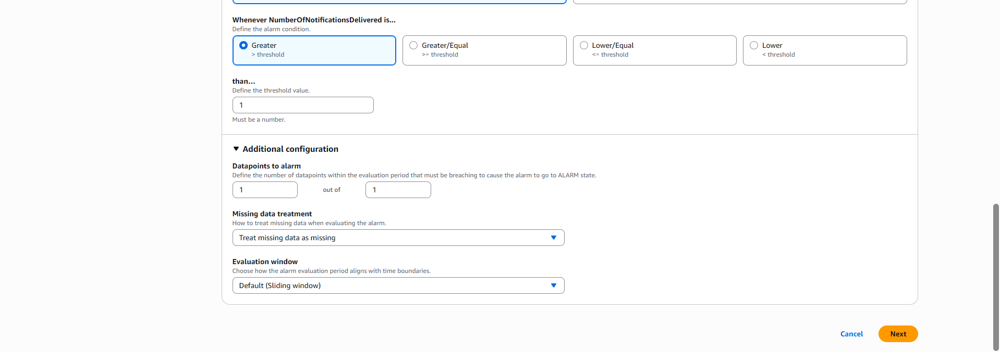 Whenever NumberOfNotificationsDelivered is...
Define the alarm condition.
Greater
> threshold
Greater/Equal
>= threshold
Lower/Equal
<= threshold
Lower
< threshold
than...
Define the threshold value.
1
Must be a number.
Additional configuration
Datapoints to alarm
Define the number of datapoints within the evaluation period that must be breaching to cause the alarm to go to ALARM state.
1 out of 1
Missing data treatment
How to treat missing data when evaluating the alarm.
Treat missing data as missing
Evaluation window
Choose how the alarm evaluation period aligns with time boundaries.
Default (Sliding window)
Cancel Next